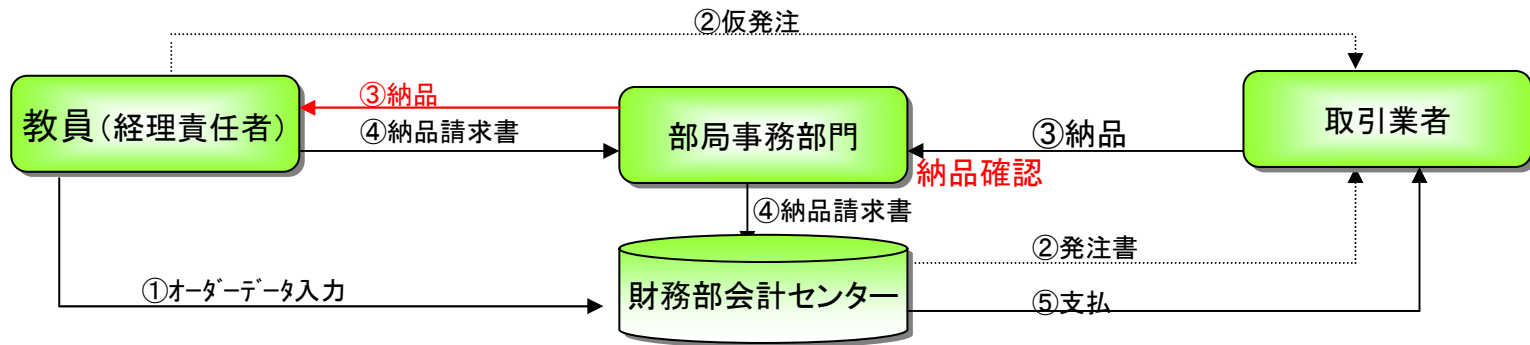 ②仮発注
教員(経理責任者)
③納品
④納品請求書
部局事務部門
③納品
納品確認
取引業者
④納品請求書
②発注書
①オーダーデータ入力
財務部会計センター
⑤支払